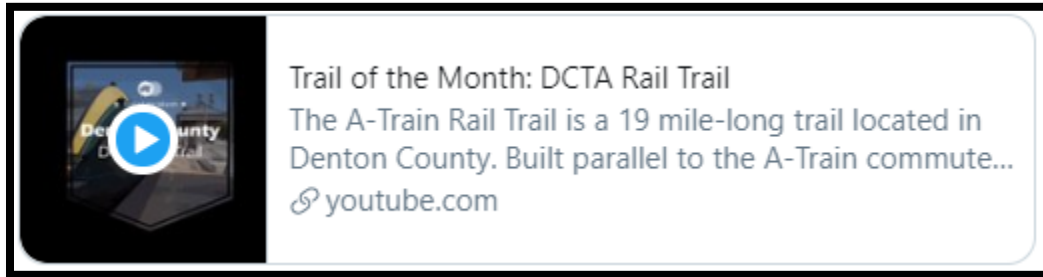 Trail of the Month: DCTA Rail Trail
The A-Train Rail Trail is a 19 mile-long trail located in
Denton County. Built parallel to the A-Train commute...
youtube.com